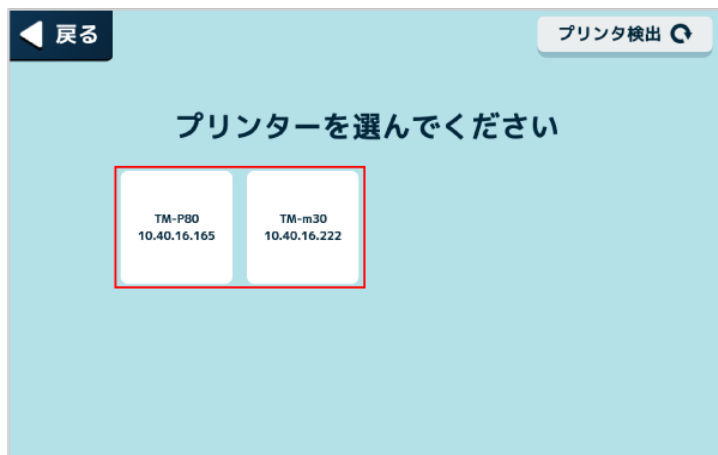 戻る
プリンタ検出
プリンターを選んでください
TM-P80
10.40.16.165
TM-m30
10.40.16.222